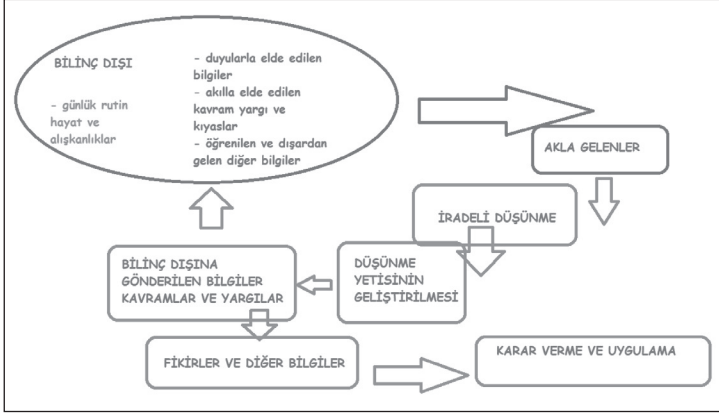 BİLİNÇ DIŞI
- günlük rutin
hayat ve
alışkanlıklar
- duyularla elde edilen
bilgiler
- akılla elde edilen
kavram yargı ve
kıyaslar
- öğrenilen ve dışardan
gelen diğer bilgiler
AKLA GELENLER
İRADELİ DÜŞÜNME
DÜŞÜNME
YETİSİNİN
GELİŞTİRİLMESİ
BİLİNÇ DIŞINA
GÖNDERİLEN BİLGİLER
KAVRAMLAR VE YARGILAR
FİKİRLER VE DİĞER BİLGİLER
KARAR VERME VE UYGULAMA